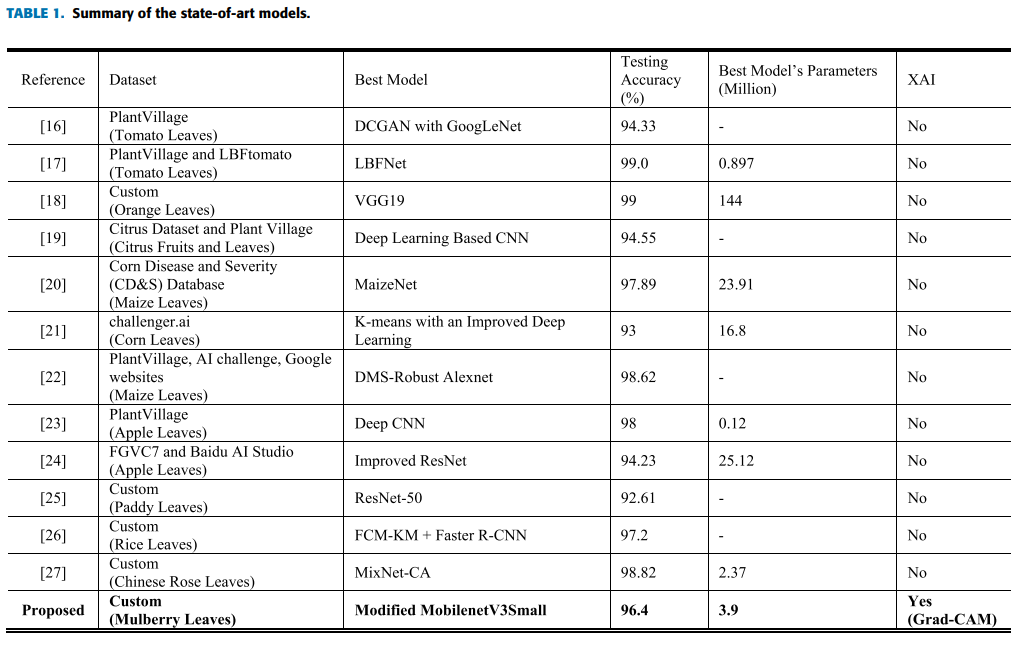 TABLE 1. Summary of the state-of-art models.
Reference Dataset Best Model Testing Accuracy (%) Best Model's Parameters (Million) XAI
[16] PlantVillage (Tomato Leaves) DCGAN with GoogLeNet 94.33 - No
[17] PlantVillage and LBFtomato (Tomato Leaves) LBFNet 99.0 0.897 No
[18] Custom (Orange Leaves) VGG19 99 144 No
[19] Citrus Dataset and Plant Village (Citrus Fruits and Leaves) Deep Learning Based CNN 94.55 - No
[20] Corn Disease and Severity (CD&S) Database (Maize Leaves) MaizeNet 97.89 23.91 No
[21] challenger.ai (Corn Leaves) K-means with an Improved Deep Learning 93 16.8 No
[22] PlantVillage, AI challenge, Google websites (Maize Leaves) DMS-Robust Alexnet 98.62 - No
[23] PlantVillage (Apple Leaves) Deep CNN 98 0.12 No
[24] FGVC7 and Baidu AI Studio (Apple Leaves) Improved ResNet 94.23 25.12 No
[25] Custom (Paddy Leaves) ResNet-50 92.61 - No
[26] Custom (Rice Leaves) FCM-KM + Faster R-CNN 97.2 - No
[27] Custom (Chinese Rose Leaves) MixNet-CA 98.82 2.37 No
Proposed Custom (Mulberry Leaves) Modified MobilenetV3Small 96.4 3.9 Yes (Grad-CAM)